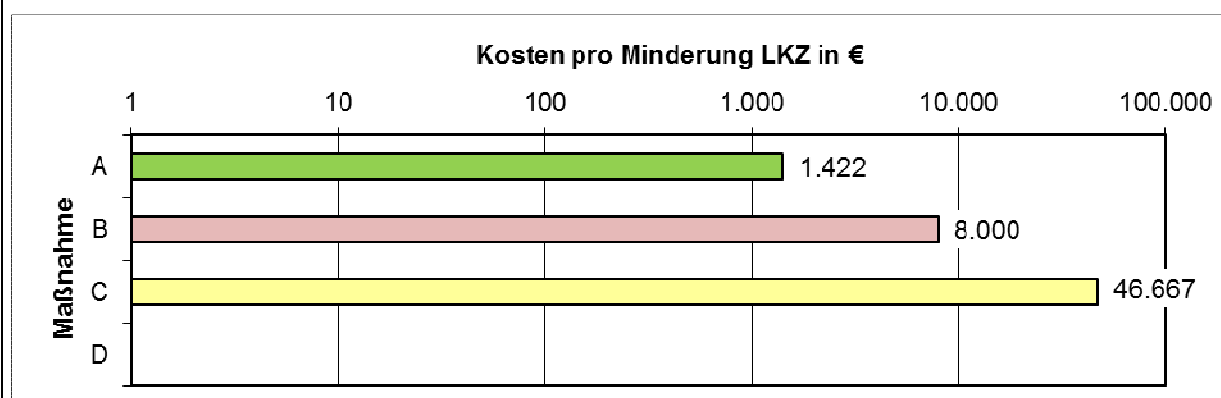 Kosten pro Minderung LKZ in €
1 10 100 1.000 10.000 100.000
A 1.422
B 8.000
C 46.667
D
Maßnahme